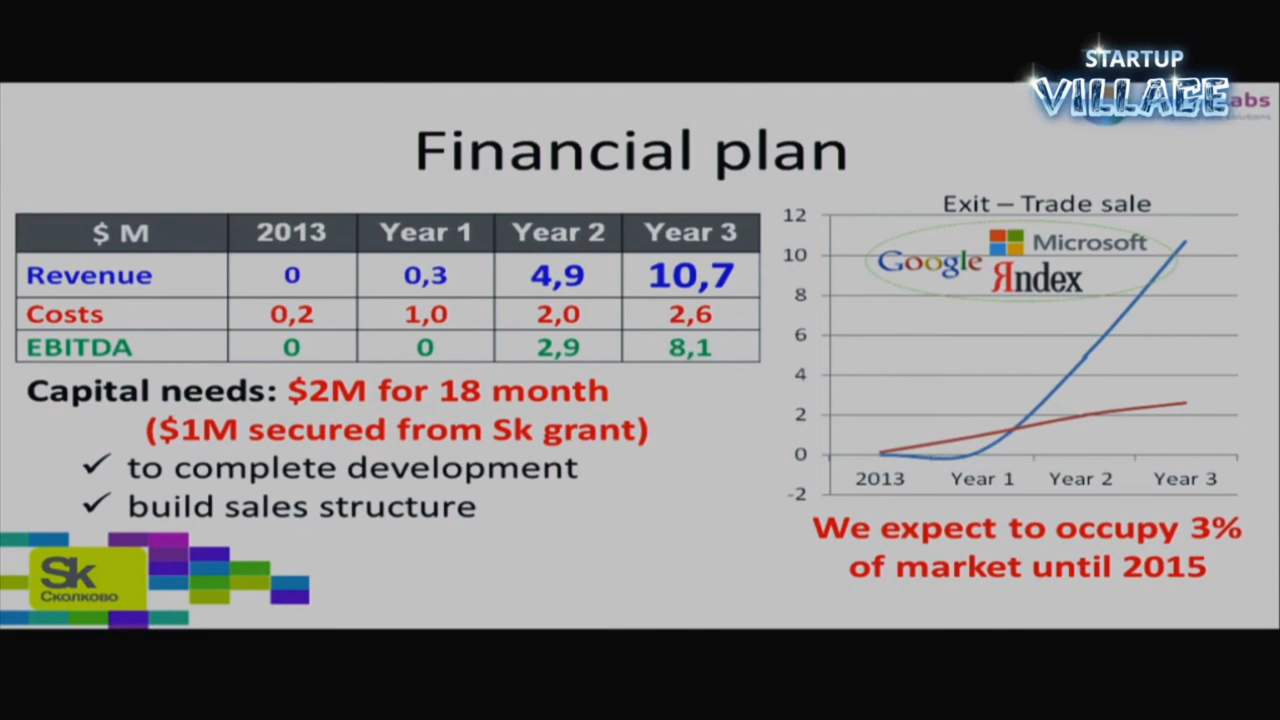 STARTUP
VILLAGE
abs
Financial plan
$ M 2013 Year 1 Year 2 Year 3
Revenue 0 0,3 4,9 10,7
Costs 0,2 1,0 2,0 2,6
EBITDA 0 0 2,9 8,1
Capital needs: $2M for 18 month
($1M secured from Sk grant)
✓ to complete development
✓ build sales structure
Sk
Сколково
Exit – Trade sale
Microsoft
Google
Яndex
12
10
8
6
4
2
0
-2
2013 Year 1 Year 2 Year 3
We expect to occupy 3%
of market until 2015